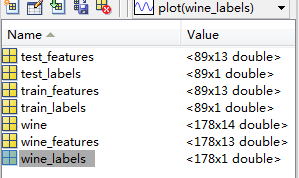 plot(wine_labels)
Name Value
test_features <89x13 double>
test_labels <89x1 double>
train_features <89x13 double>
train_labels <89x1 double>
wine <178x14 double>
wine_features <178x13 double>
wine_labels <178x1 double>